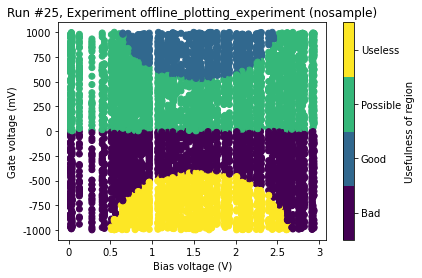 Run #25, Experiment offline_plotting_experiment (nosample)
1000
750
500
250
0
-250
-500
-750
-1000
Gate voltage (mV)
0
0.5
1
1.5
2
2.5
3
Bias voltage (V)
Useless
Possible
Good
Bad
Usefulness of region